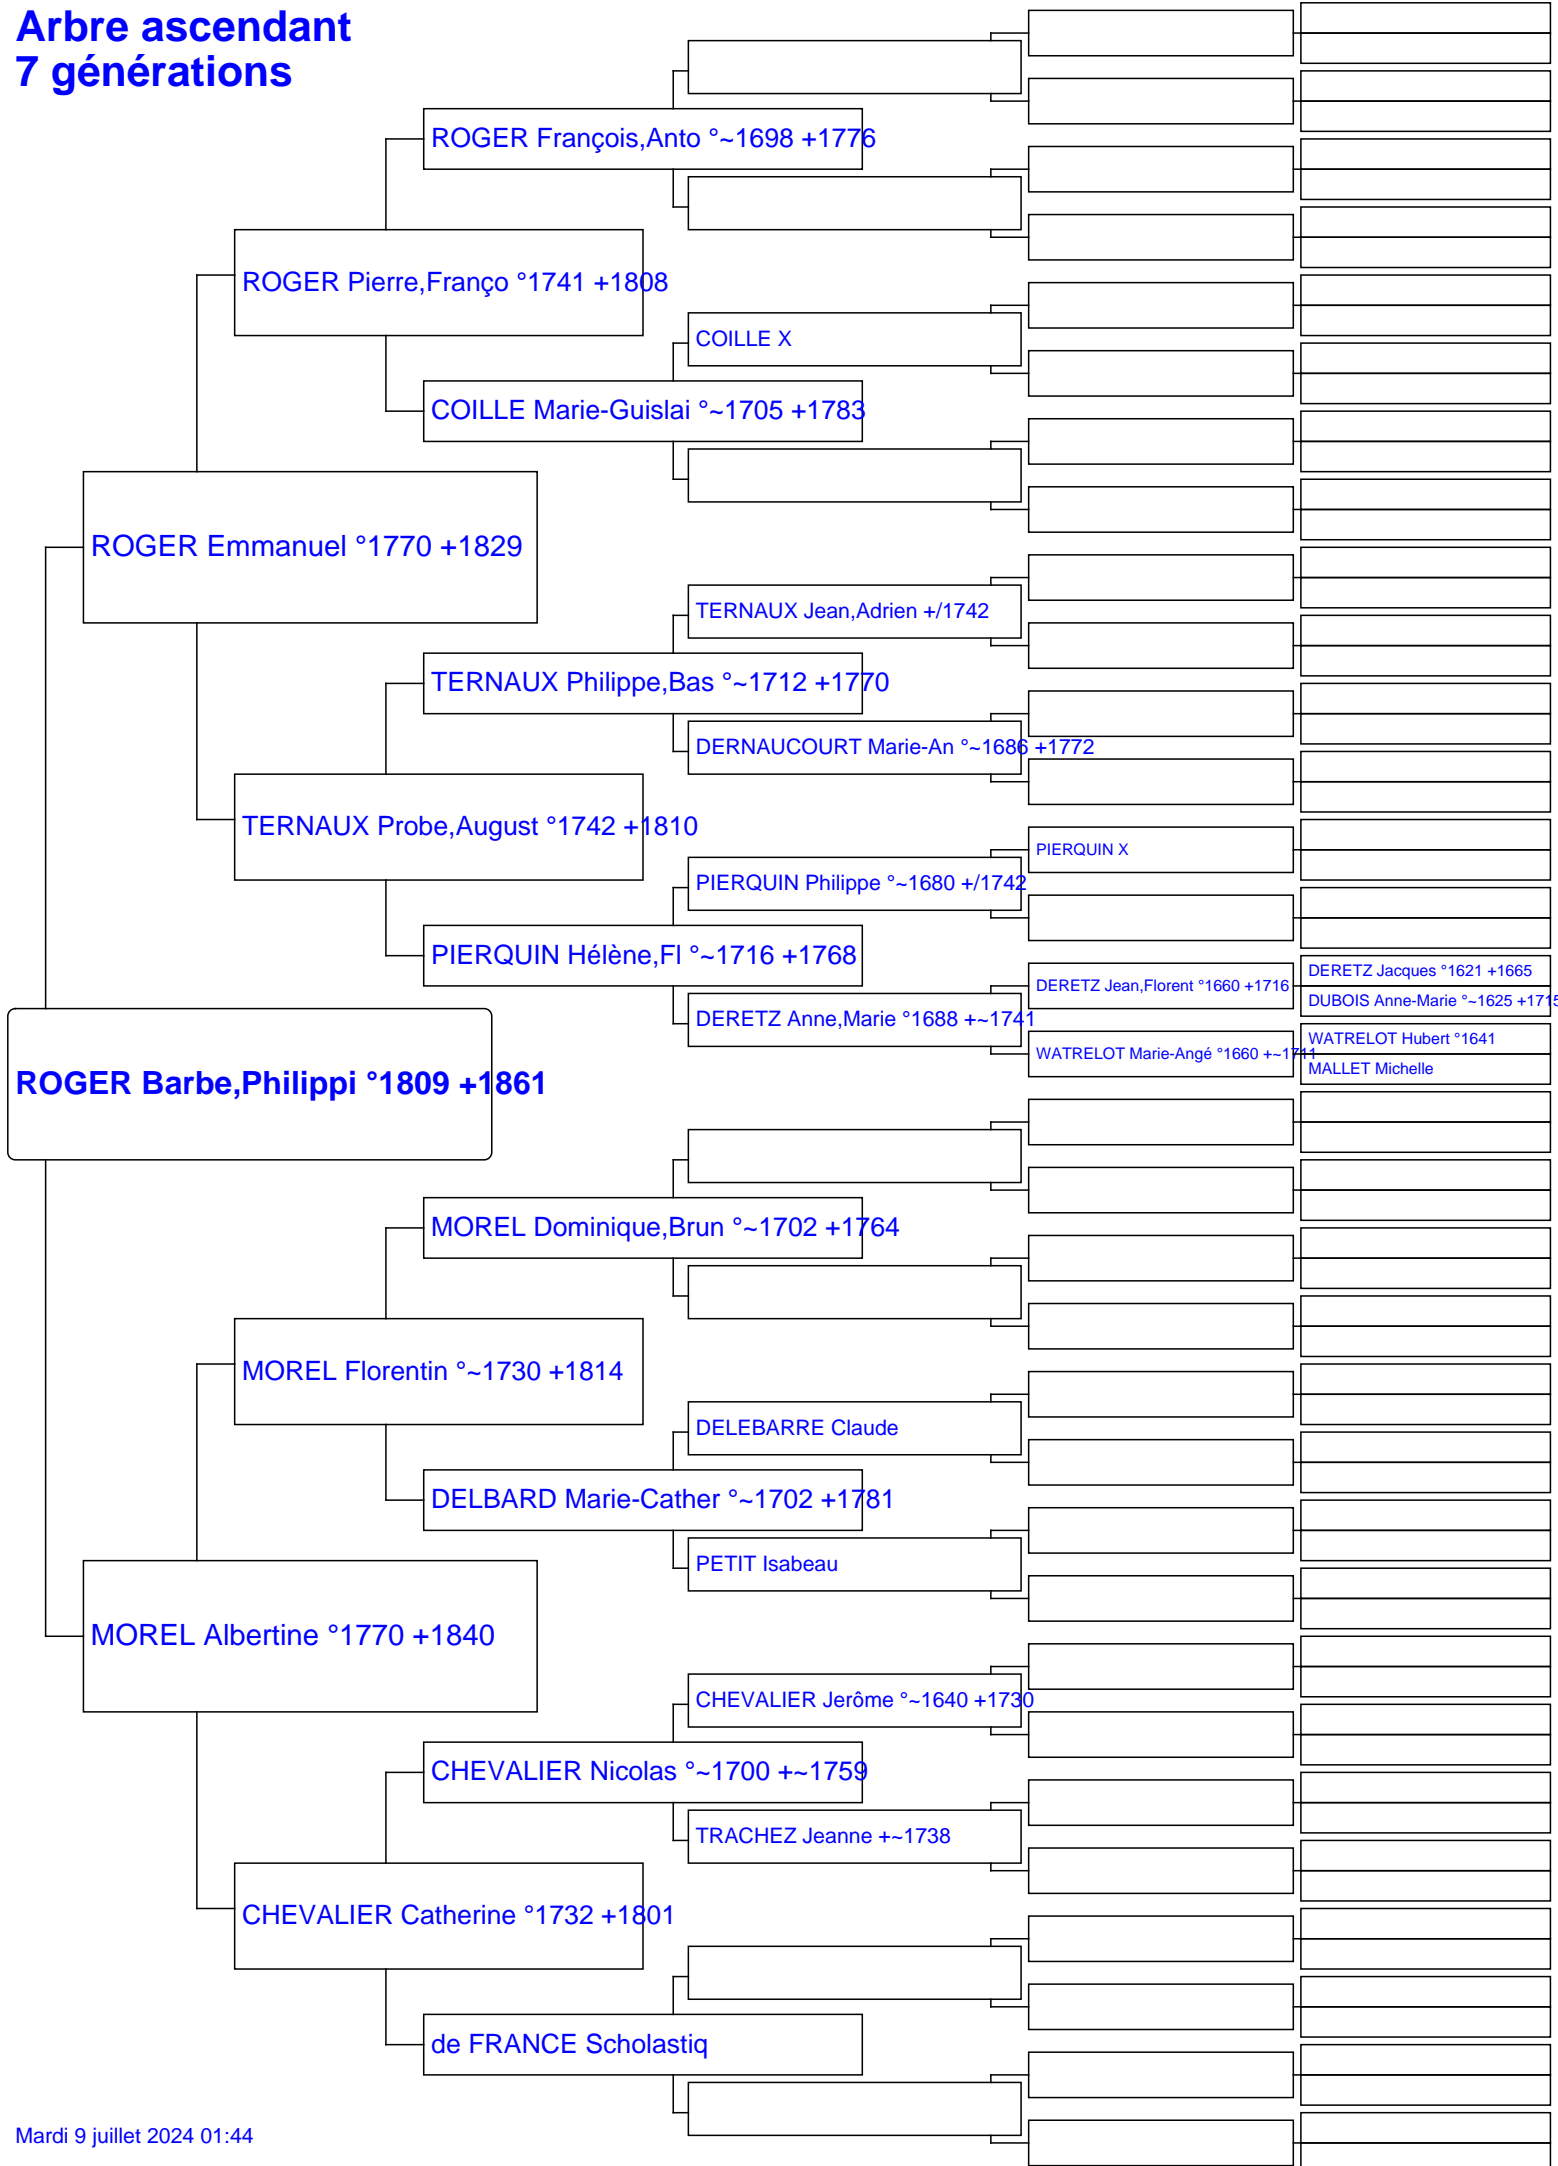 Arbre ascendant
7 générations
ROGER François,Anto °~1698 +1776
ROGER Pierre,Franço °1741 +1808
COILLE X
COILLE Marie-Guislai °~1705 +1783
ROGER Emmanuel °1770 +1829
TERNAUX Jean,Adrien +/1742
TERNAUX Philippe,Bas °~1712 +1770
DERNAUCOURT Marie-An °~1686 +1772
TERNAUX Probe,August °1742 +1810
PIERQUIN X
PIERQUIN Philippe °~1680 +/1742
PIERQUIN Hélène,Fl °~1716 +1768
DERETZ Jacques °1621 +1665
DERETZ Jean,Florent °1660 +1716
DUBOIS Anne-Marie °~1625 +1715
DERETZ Anne,Marie °1688 +~1741
WATRELOT Hubert °1641
WATRELOT Marie-Angé °1660 +~1711
MALLET Michelle
ROGER Barbe,Philippi °1809 +1861
MOREL Dominique,Brun °~1702 +1764
MOREL Florentin °~1730 +1814
DELEBARRE Claude
DELBARD Marie-Cather °~1702 +1781
PETIT Isabeau
MOREL Albertine °1770 +1840
CHEVALIER Jerôme °~1640 +1730
CHEVALIER Nicolas °~1700 +~1759
TRACHEZ Jeanne +~1738
CHEVALIER Catherine °1732 +1801
de FRANCE Scholastiq
Mardi 9 juillet 2024 01:44